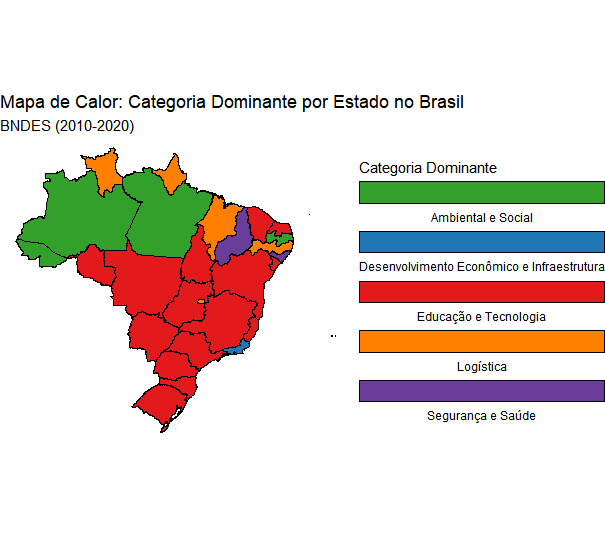 Mapa de Calor: Categoria Dominante por Estado no Brasil
BNDES (2010-2020)
Categoria Dominante
Ambiental e Social
Desenvolvimento Econômico e Infraestrutura
Educação e Tecnologia
Logística
Segurança e Saúde